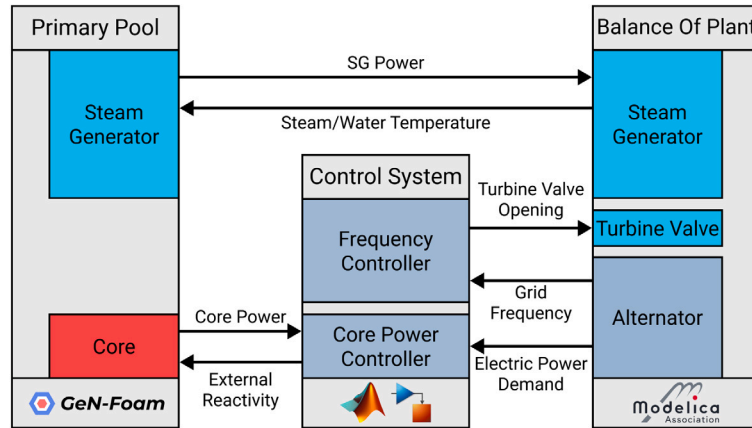 Primary Pool
Balance Of Plant
SG Power
Steam
Generator
Steam
Generator
Steam/Water Temperature
Control System
Turbine Valve
Opening
Frequency
Controller
Turbine Valve
Grid
Frequency
Alternator
Core Power
Core
Core Power
Controller
External
Reactivity
Electric Power
Demand
GeN-Foam
Modelica
Association